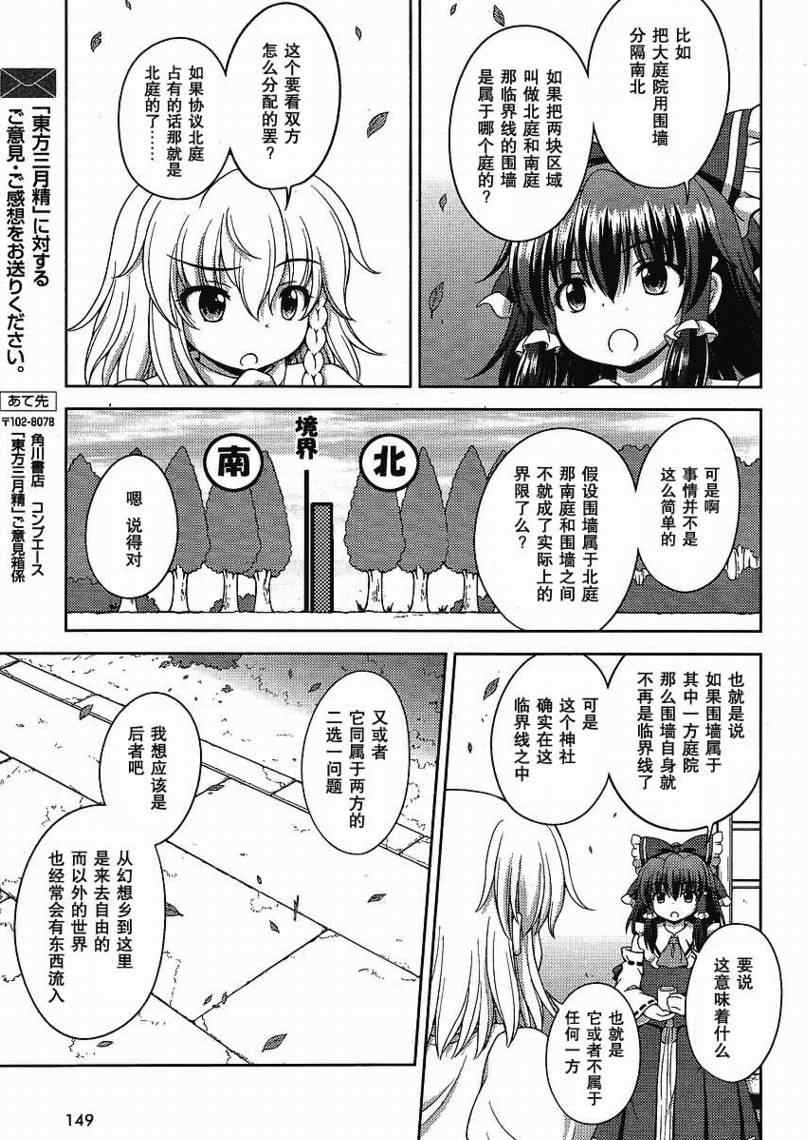 比如
把大庭院用围墙
分隔南北
如果把两块区域
叫做北庭和南庭
那临界线的围墙
是属于哪个庭的？
这个要看双方
怎么分配的罢？
如果协议北庭
占有的话那就是
北庭的了……
可是啊
事情并不是
这么简单的
假设围墙属于北庭
那南庭和围墙之间
不就成了实际上的
界限了么？
北
境界
南
嗯 说得对
也就是说
如果围墙属于
其中一方庭院
那么围墙自身就
不再是临界线了
可是
这个神社
确实在这
临界线之中
要说
这意味着什么
也就是
它或者不属于
任何一方
又或者
它同属于两方的
二选一问题
我想应该是
后者吧
从幻想乡到这里
是来去自由的
而以外的世界
也经常会有东西流入
「東方三月精」に対する
ご意見・ご感想をお送りください。
あて先
〒102-8078
角川書店 コンプエース
「東方三月精」ご意見箱係
149